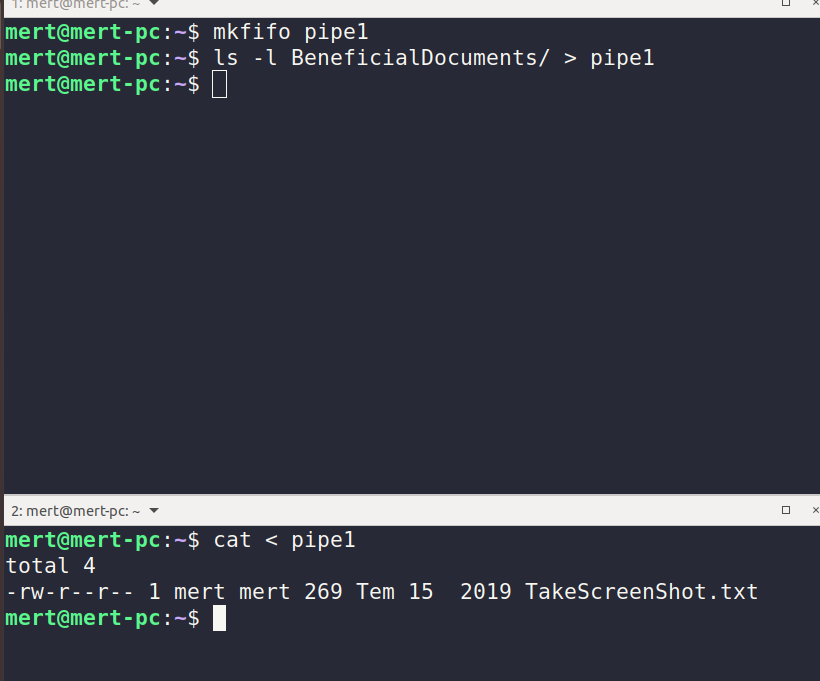 1: mert@mert-pc: ~
mert@mert-pc:~$ mkfifo pipe1
mert@mert-pc:~$ ls -l BeneficialDocuments/ > pipe1
mert@mert-pc:~$
2: mert@mert-pc: ~
mert@mert-pc:~$ cat < pipe1
total 4
-rw-r--r-- 1 mert mert 269 Tem 15  2019 TakeScreenShot.txt
mert@mert-pc:~$